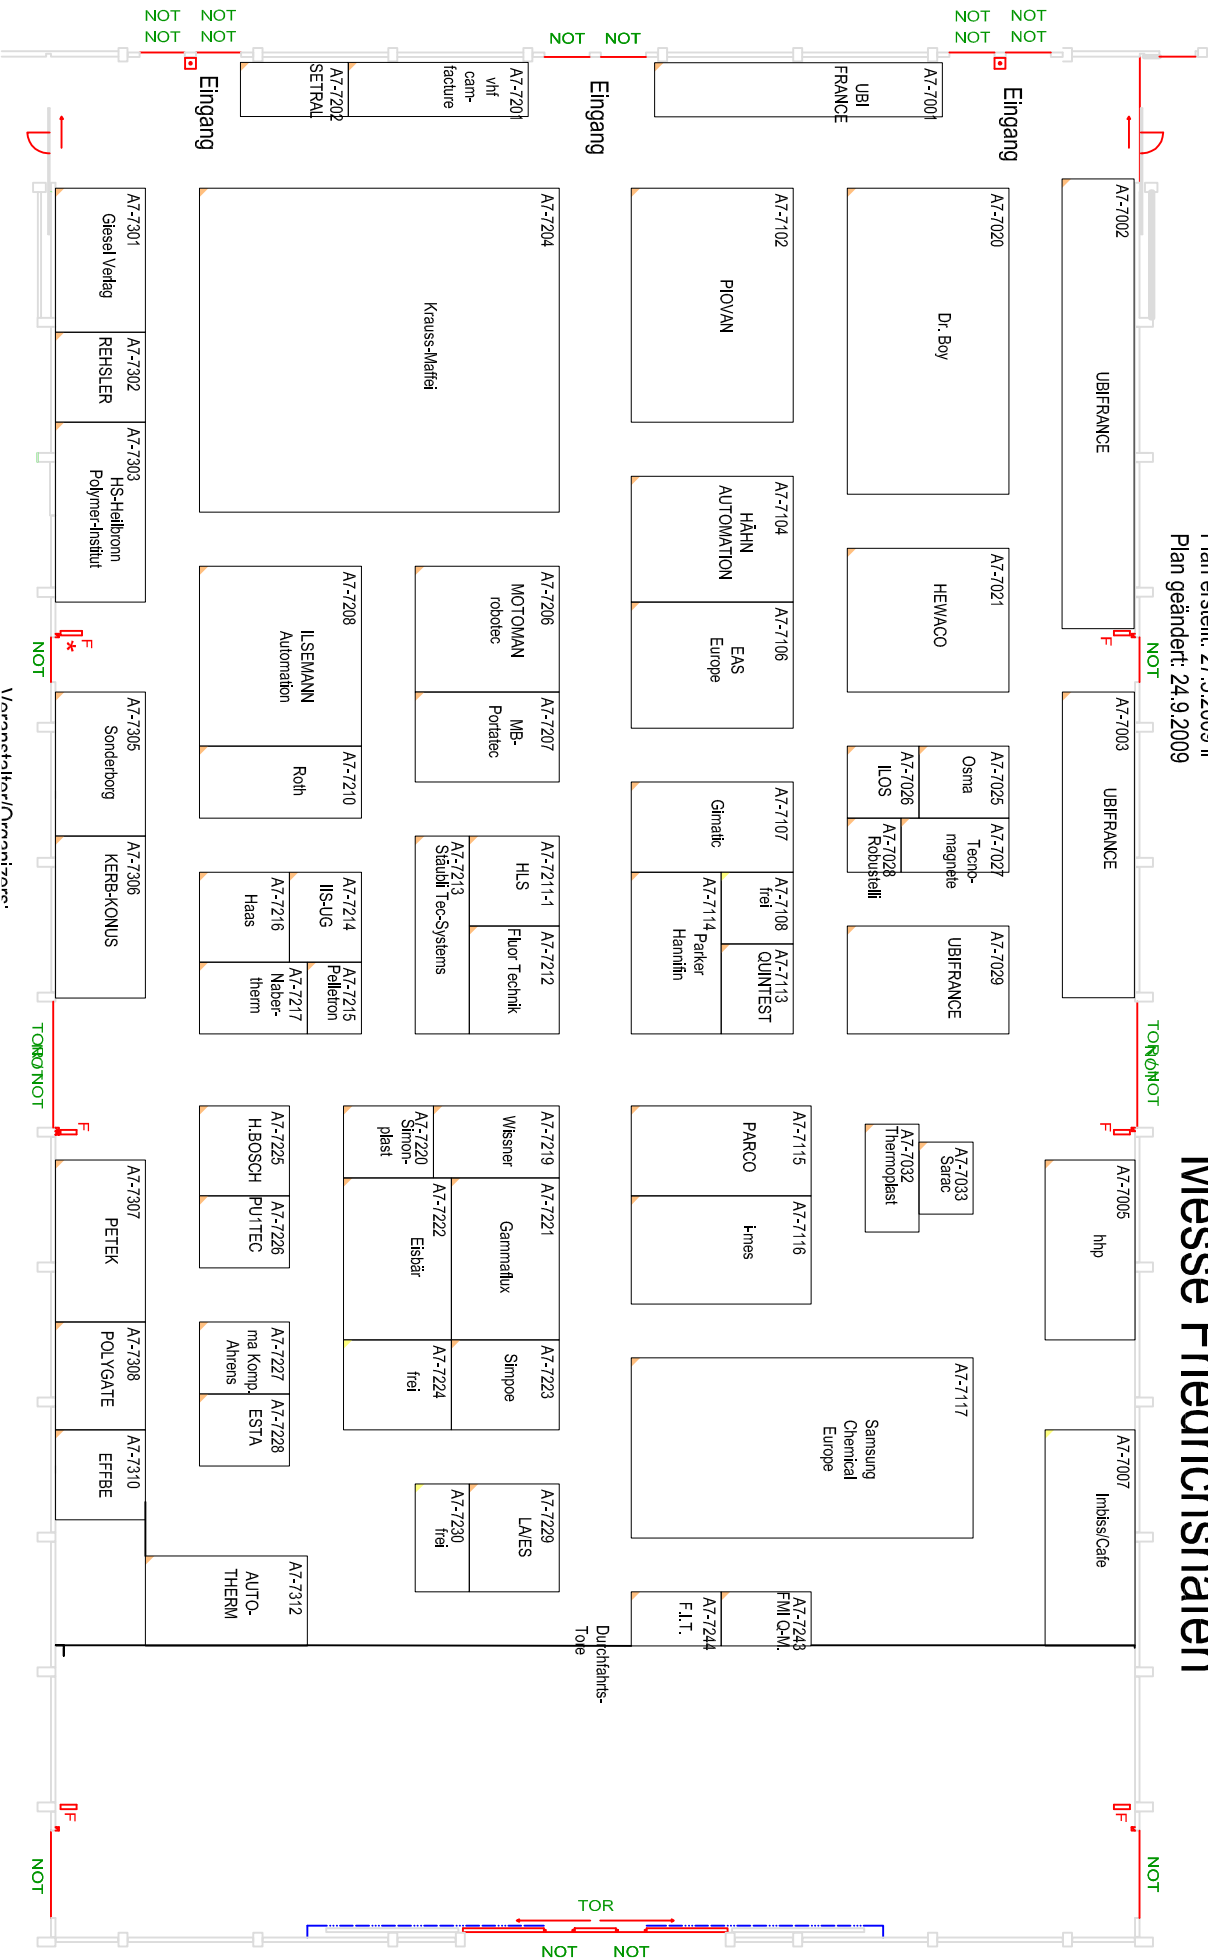 NOT NOT
NOT NOT
NOT NOT
NOT NOT
NOT NOT
Eingang
Eingang
Eingang
A7-7202
SETRAL
A7-7201
vhf
cam-
facture
A7-7001
UBI
FRANCE
A7-7301
Giesel Verlag
A7-7302
REHSLER
A7-7303
HS-Heilbronn
Polymer-Institut
A7-7204
Krauss-Maffei
A7-7102
PIOVAN
A7-7020
Dr. Boy
A7-7002
UBIFRANCE
A7-7104
HÄHN
AUTOMATION
A7-7106
EAS
Europe
A7-7021
HEWACO
Plan geändert: 24.9.2009
A7-7208
ILSEMANN
Automation
A7-7210
Roth
A7-7206
MOTOMAN
robotec
A7-7207
MB-
Portatec
F
*
NOT
F
NOT
A7-7305
Sonderborg
A7-7306
KERB-KONUS
Veranstalter/Organizers:
A7-7003
UBIFRANCE
A7-7025
Osma
A7-7026
ILOS
A7-7027
Tecno-
magnete
A7-7028
Robustelli
A7-7029
UBIFRANCE
A7-7107
Gimatic
A7-7108
frei
A7-7113
QUINTEST
A7-7114
Parker
Hannifin
A7-7211-1
HLS
A7-7212
Fluor Technik
A7-7213
Stäubli Tec-Systems
A7-7214
IIS-UG
A7-7216
Haas
A7-7215
Pelletron
A7-7217
Naber-
therm
TOR/NOT
NOT
TOR/NOT
NOT
F
F
A7-7225
H.BOSCH
A7-7226
PU1TEC
A7-7219
Wissner
A7-7220
Simon-
plast
A7-7221
Gammaflux
A7-7222
Eisbär
A7-7223
Simpoe
A7-7224
frei
A7-7115
PARCO
A7-7116
i-mes
A7-7032
Thermoplast
A7-7033
Sarac
A7-7005
hhp
Messe Friedrichshafen
A7-7307
PETEK
A7-7308
POLYGATE
A7-7310
EFFBE
A7-7227
ma Komp.
Ahrens
A7-7228
ESTA
A7-7117
Samsung
Chemical
Europe
A7-7007
Imbiss/Cafe
A7-7229
LA/ES
A7-7230
frei
A7-7312
AUTO-
THERM
A7-7243
FMI Q-M.
A7-7244
F.I.T.
Durchfahrts-
Tore
F
F
NOT
NOT
TOR
NOT NOT